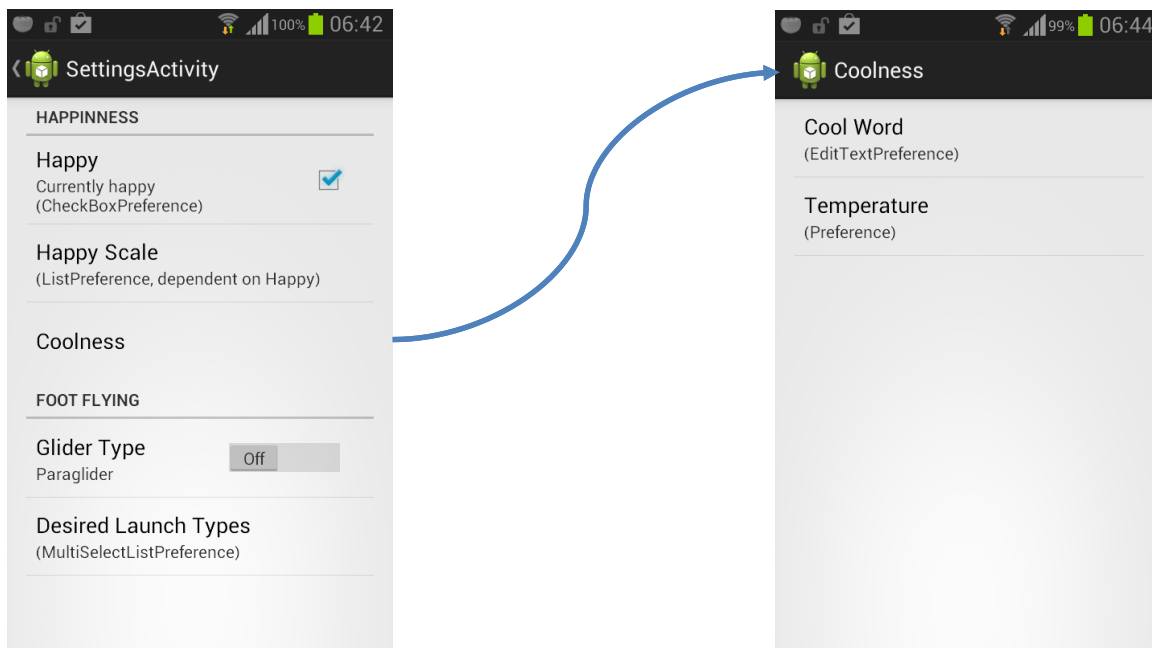 100% 06:42
SettingsActivity
HAPPINNESS
Happy
Currently happy
(CheckBoxPreference)
Happy Scale
(ListPreference, dependent on Happy)
Coolness
FOOT FLYING
Glider Type
Off
Paraglider
Desired Launch Types
(MultiSelectListPreference)
99% 06:44
Coolness
Cool Word
(EditTextPreference)
Temperature
(Preference)